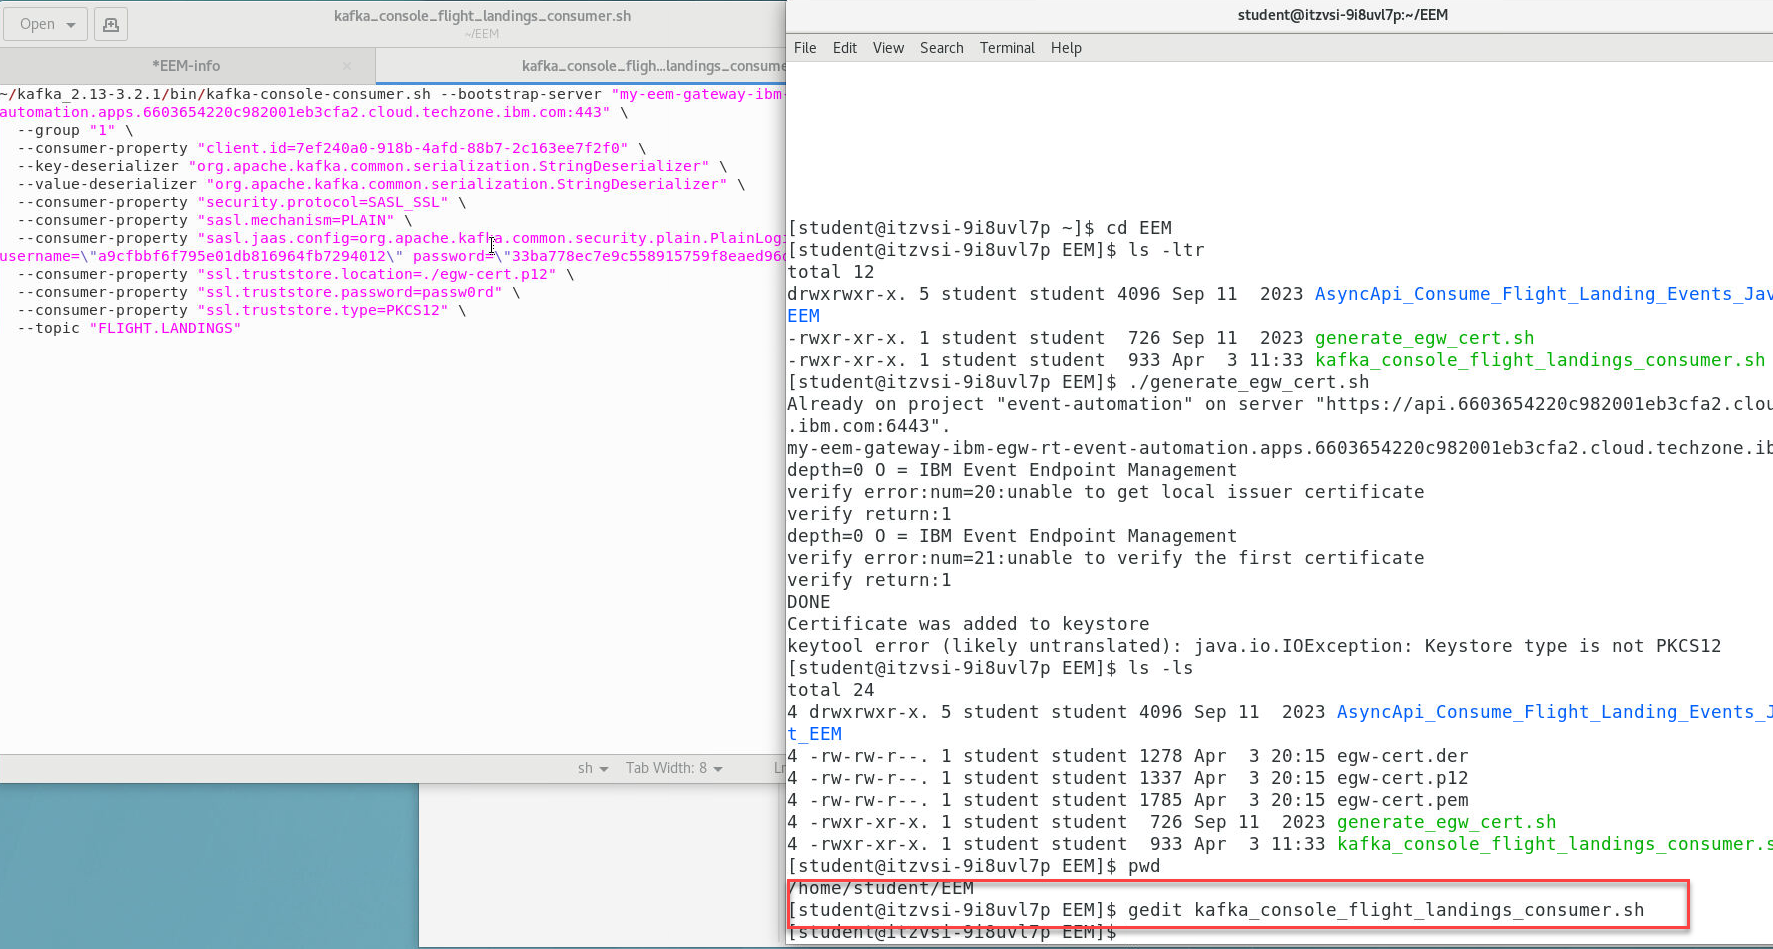 Open
kafka_console_flight_landings_consumer.sh
~/EEM
*EEM-info
kafka_console_fligh...landings_consume
~/kafka_2.13-3.2.1/bin/kafka-console-consumer.sh --bootstrap-server "my-eem-gateway-ibm-
automation.apps.6603654220c982001eb3cfa2.cloud.techzone.ibm.com:443" \
--group "1" \
--consumer-property "client.id=7ef240a0-918b-4afd-88b7-2c163ee7f2f0" \
--key-deserializer "org.apache.kafka.common.serialization.StringDeserializer" \
--value-deserializer "org.apache.kafka.common.serialization.StringDeserializer" \
--consumer-property "security.protocol=SASL_SSL" \
--consumer-property "sasl.mechanism=PLAIN" \
--consumer-property "sasl.jaas.config=org.apache.kafka.common.security.plain.PlainLogi
username=\"a9cfbbf6f795e01db816964fb7294012\" password=\"33ba778ec7e9c558915759f8eaed96
--consumer-property "ssl.truststore.location=./egw-cert.p12" \
--consumer-property "ssl.truststore.password=passw0rd" \
--consumer-property "ssl.truststore.type=PKCS12" \
--topic "FLIGHT.LANDINGS"
sh Tab Width: 8 Ln
student@itzvsi-9i8uvl7p:~/EEM
File Edit View Search Terminal Help
[student@itzvsi-9i8uvl7p ~]$ cd EEM
[student@itzvsi-9i8uvl7p EEM]$ ls -ltr
total 12
drwxrwxr-x. 5 student student 4096 Sep 11  2023 AsyncApi_Consume_Flight_Landing_Events_Jav
EEM
-rwxr-xr-x. 1 student student  726 Sep 11  2023 generate_egw_cert.sh
-rwxr-xr-x. 1 student student  933 Apr  3 11:33 kafka_console_flight_landings_consumer.sh
[student@itzvsi-9i8uvl7p EEM]$ ./generate_egw_cert.sh
Already on project "event-automation" on server "https://api.6603654220c982001eb3cfa2.clou
.ibm.com:6443".
my-eem-gateway-ibm-egw-rt-event-automation.apps.6603654220c982001eb3cfa2.cloud.techzone.ib
depth=0 O = IBM Event Endpoint Management
verify error:num=20:unable to get local issuer certificate
verify return:1
depth=0 O = IBM Event Endpoint Management
verify error:num=21:unable to verify the first certificate
verify return:1
DONE
Certificate was added to keystore
keytool error (likely untranslated): java.io.IOException: Keystore type is not PKCS12
[student@itzvsi-9i8uvl7p EEM]$ ls -ls
total 24
4 drwxrwxr-x. 5 student student 4096 Sep 11  2023 AsyncApi_Consume_Flight_Landing_Events_J
t_EEM
4 -rw-rw-r--. 1 student student 1278 Apr  3 20:15 egw-cert.der
4 -rw-rw-r--. 1 student student 1337 Apr  3 20:15 egw-cert.p12
4 -rw-rw-r--. 1 student student 1785 Apr  3 20:15 egw-cert.pem
4 -rwxr-xr-x. 1 student student  726 Sep 11  2023 generate_egw_cert.sh
4 -rwxr-xr-x. 1 student student  933 Apr  3 11:33 kafka_console_flight_landings_consumer.s
[student@itzvsi-9i8uvl7p EEM]$ pwd
/home/student/EEM
[student@itzvsi-9i8uvl7p EEM]$ gedit kafka_console_flight_landings_consumer.sh
[student@itzvsi-9i8uvl7p EEM]$